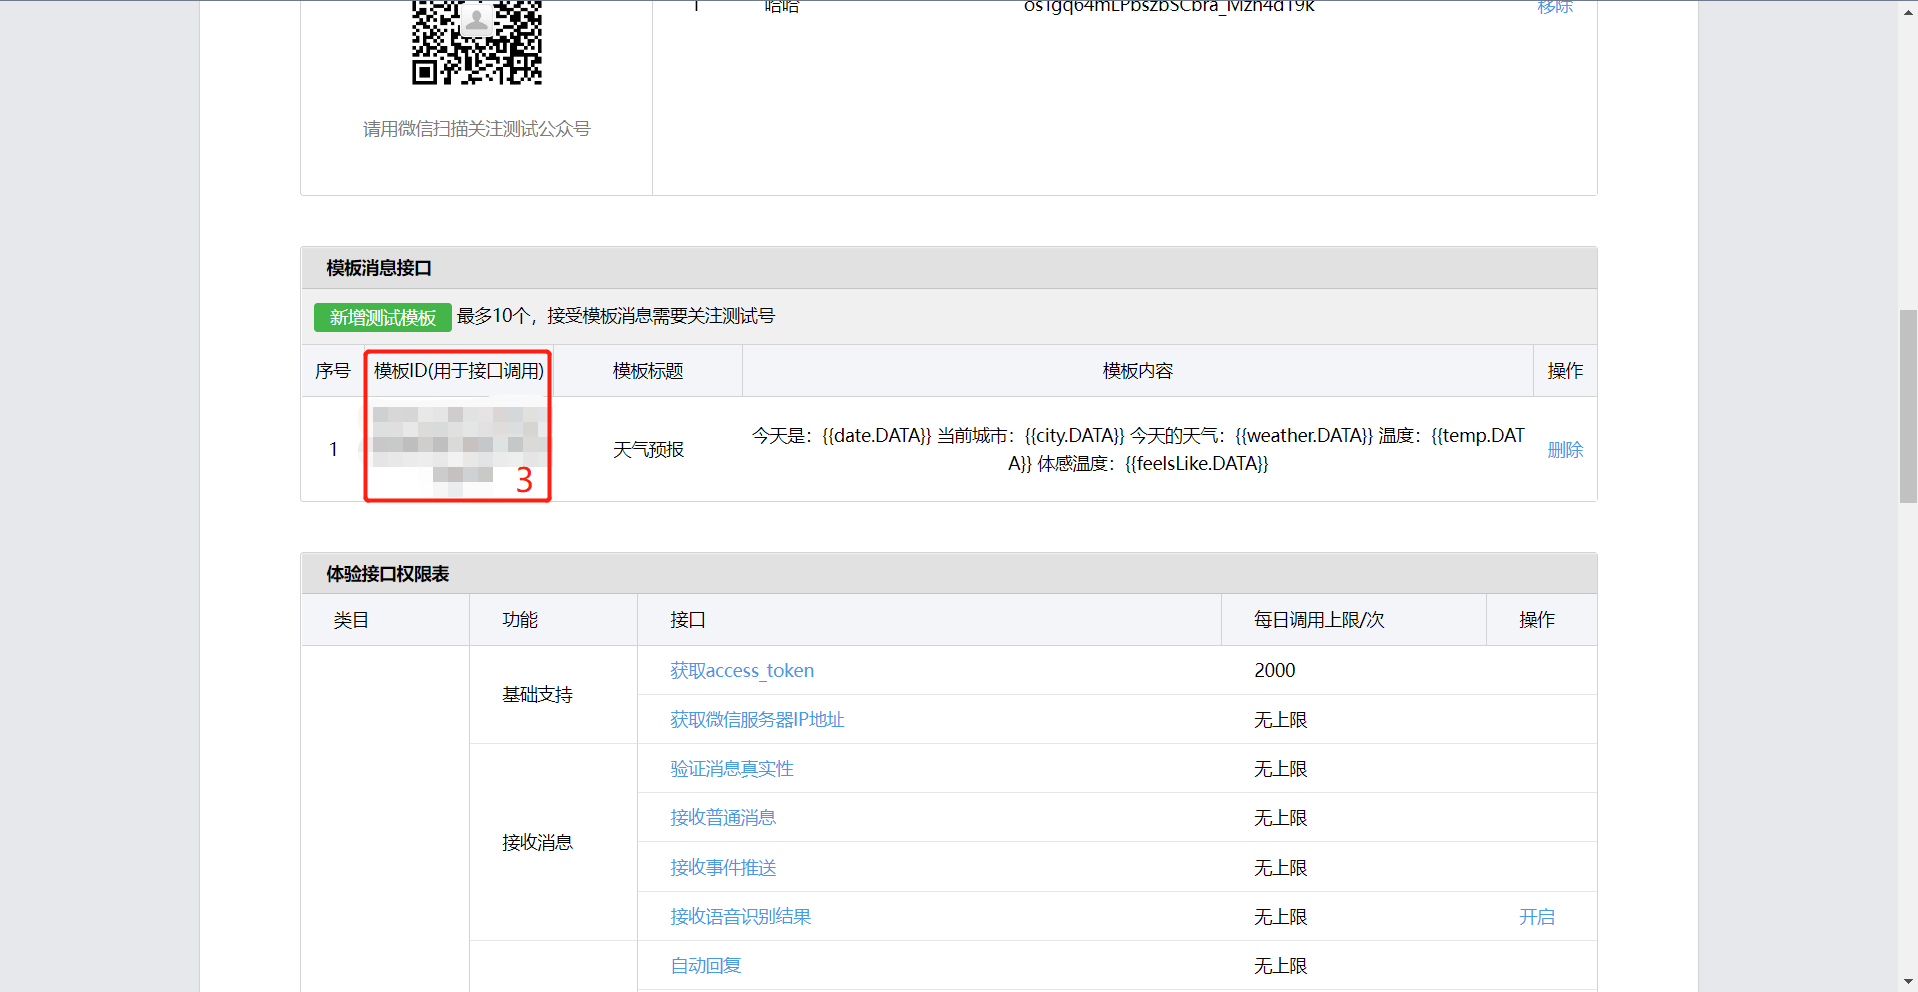 1 哈哈 移除
请用微信扫描关注测试公众号
模板消息接口
新增测试模板 最多10个，接受模板消息需要关注测试号
序号 模板ID(用于接口调用) 模板标题 模板内容 操作
1 3 天气预报 今天是：{{date.DATA}} 当前城市：{{city.DATA}} 今天的天气：{{weather.DATA}} 温度：{{temp.DAT
A}} 体感温度：{{feelsLike.DATA}} 删除
体验接口权限表
类目 功能 接口 每日调用上限/次 操作
基础支持
获取access_token 2000
获取微信服务器IP地址 无上限
接收消息
验证消息真实性 无上限
接收普通消息 无上限
接收事件推送 无上限
接收语音识别结果 无上限 开启
自动回复 无上限